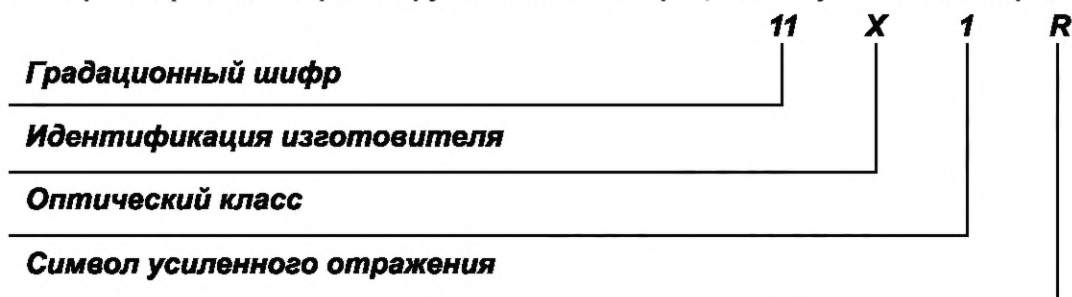 11 X 1 R
Градационный шифр
Идентификация изготовителя
Оптический класс
Символ усиленного отражения